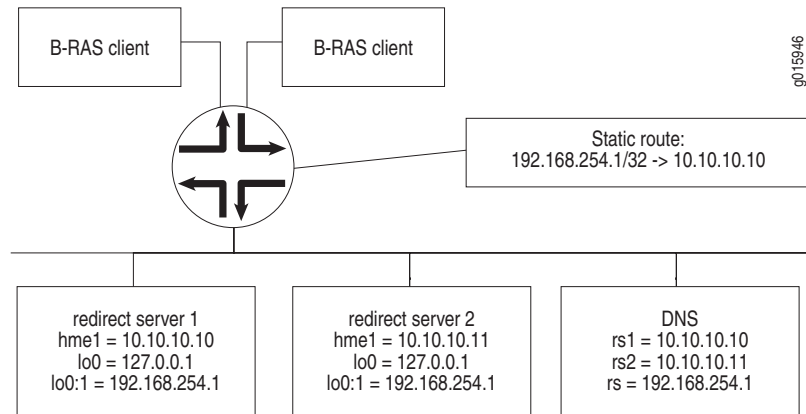 B-RAS client
B-RAS client
g015946
Static route:
192.168.254.1/32 -> 10.10.10.10
redirect server 1
hme1 = 10.10.10.10
lo0 = 127.0.0.1
lo0:1 = 192.168.254.1
redirect server 2
hme1 = 10.10.10.11
lo0 = 127.0.0.1
lo0:1 = 192.168.254.1
DNS
rs1 = 10.10.10.10
rs2 = 10.10.10.11
rs = 192.168.254.1